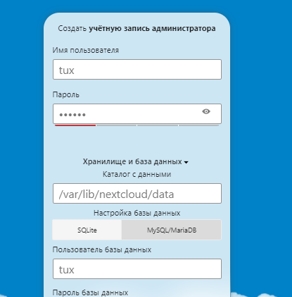 Создать учётную запись администратора
Имя пользователя
tux
Пароль
Хранилище и база данных
Каталог с данными
/var/lib/nextcloud/data
Настройка базы данных
SQLite MySQL/MariaDB
Пользователь базы данных
tux
Пароль базы данных